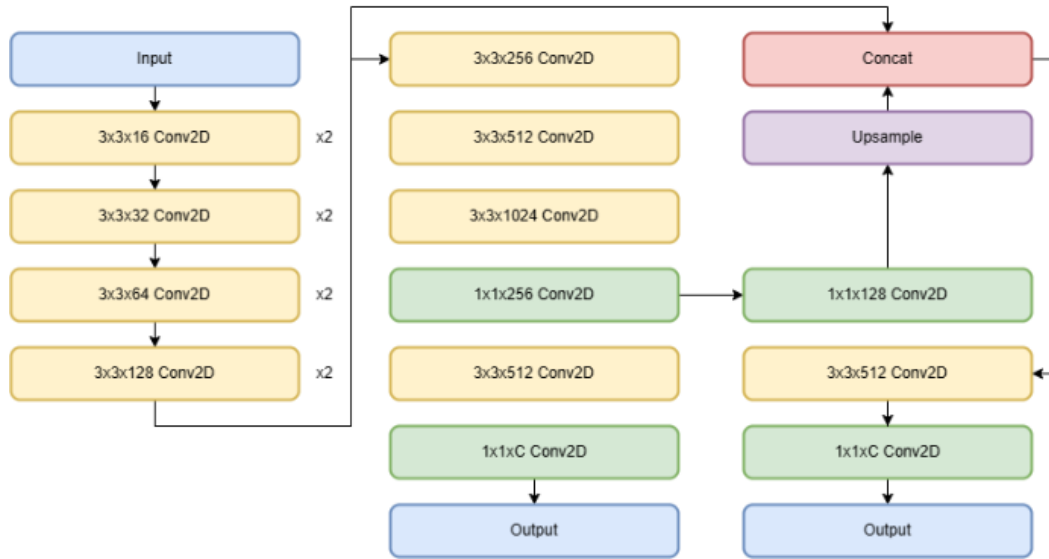 Input
3x3x16 Conv2D
x2
3x3x32 Conv2D
x2
3x3x64 Conv2D
x2
3x3x128 Conv2D
x2
3x3x256 Conv2D
3x3x512 Conv2D
3x3x1024 Conv2D
1x1x256 Conv2D
3x3x512 Conv2D
1x1xC Conv2D
Output
Concat
Upsample
1x1x128 Conv2D
3x3x512 Conv2D
1x1xC Conv2D
Output